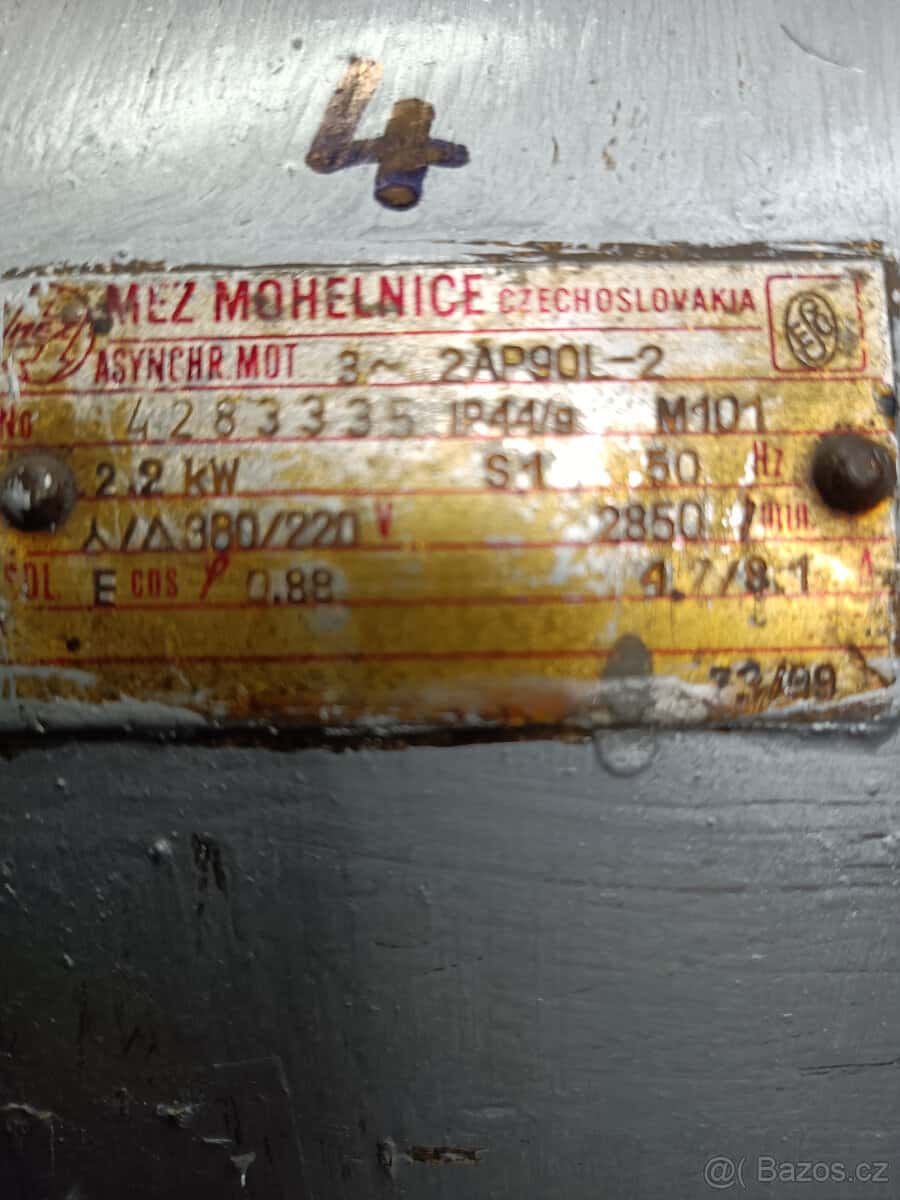 4
MEZ MOHELNICE CZECHOSLOVAKIA
ASYNCHR. MOT 3~ 2AP90L-2
No 4283335 IP44/9 M101
2.2 kW S1 50 Hz
⅄/△ 380/220 V 2850 /min.
SOL. E cos φ 0.88 4.7/8.1 A
@( Bazos.cz